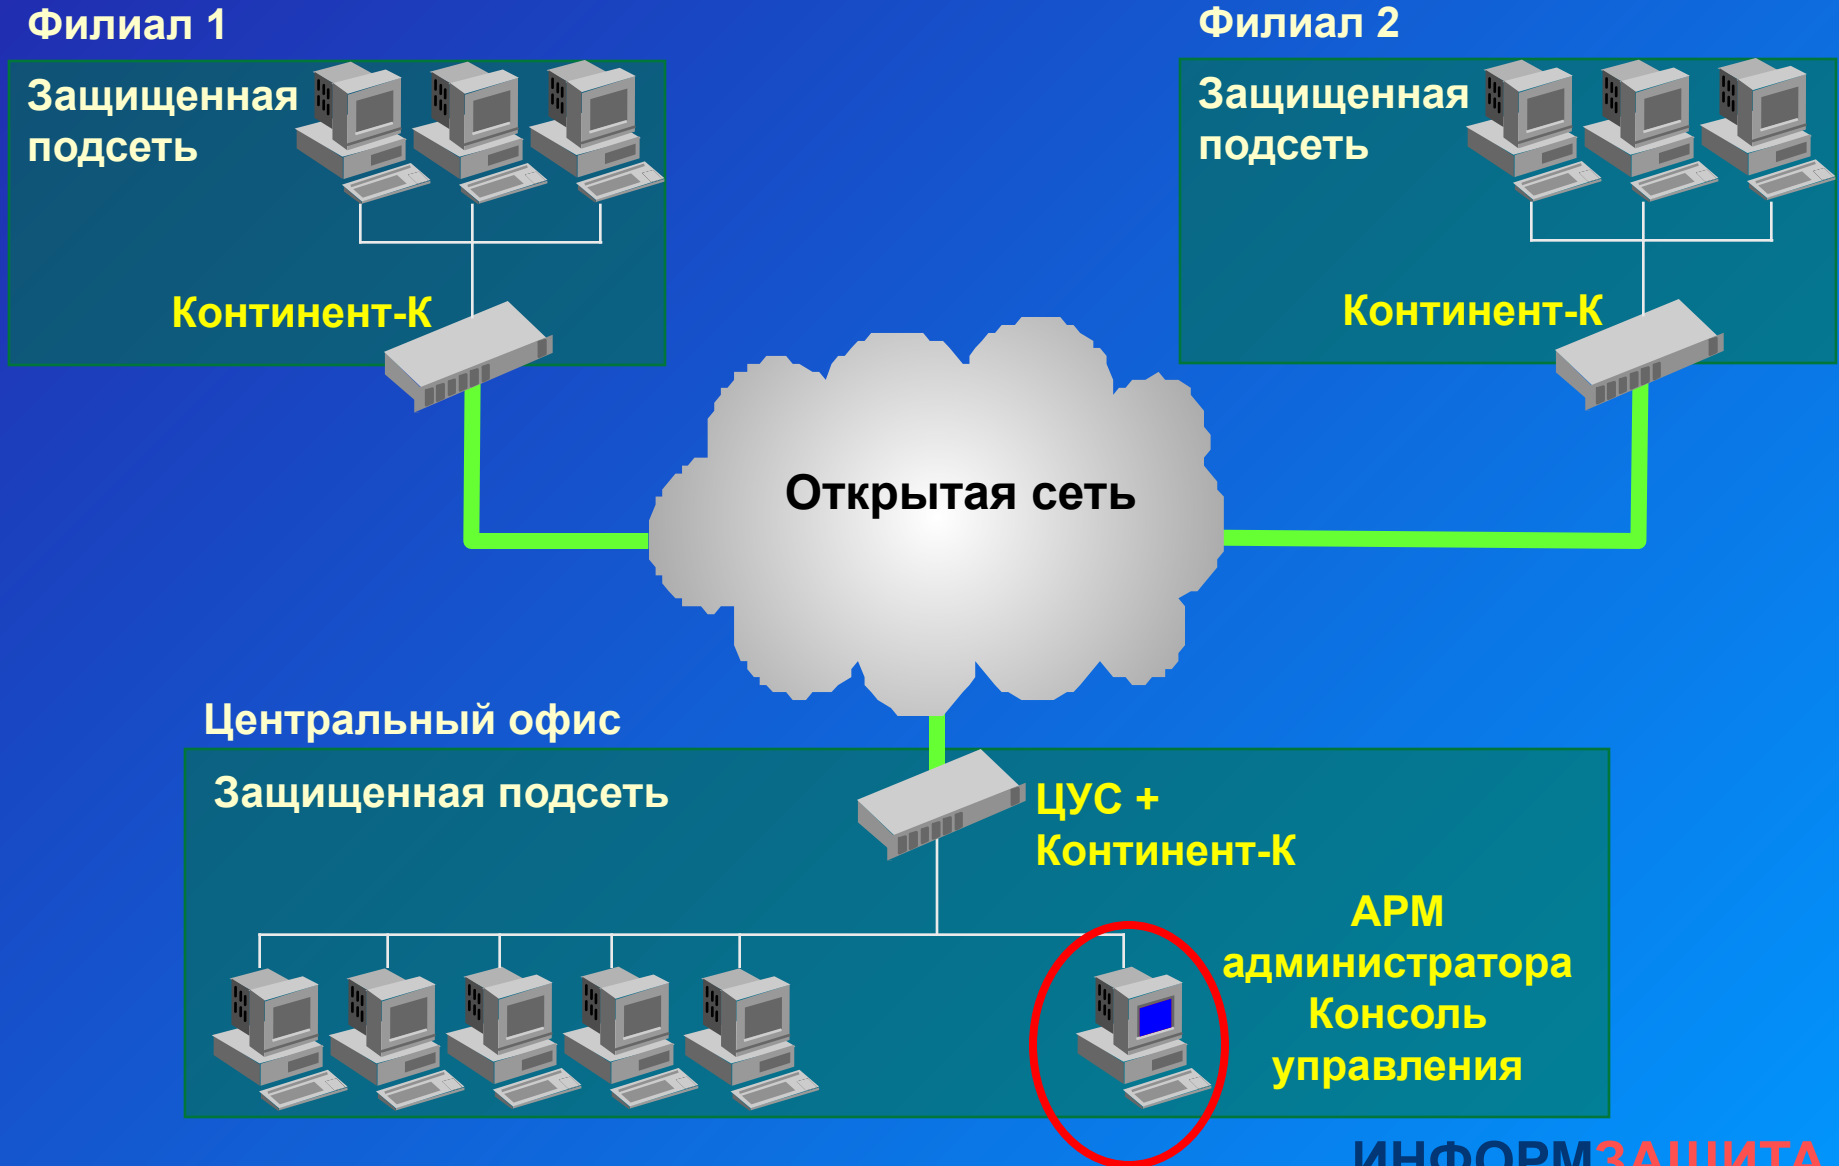 Филиал 1
Защищенная
подсеть
Континент-К
Филиал 2
Защищенная
подсеть
Континент-К
Открытая сеть
Центральный офис
Защищенная подсеть
ЦУС +
Континент-К
АРМ
администратора
Консоль
управления
ИНФОРМЗАЩИТА